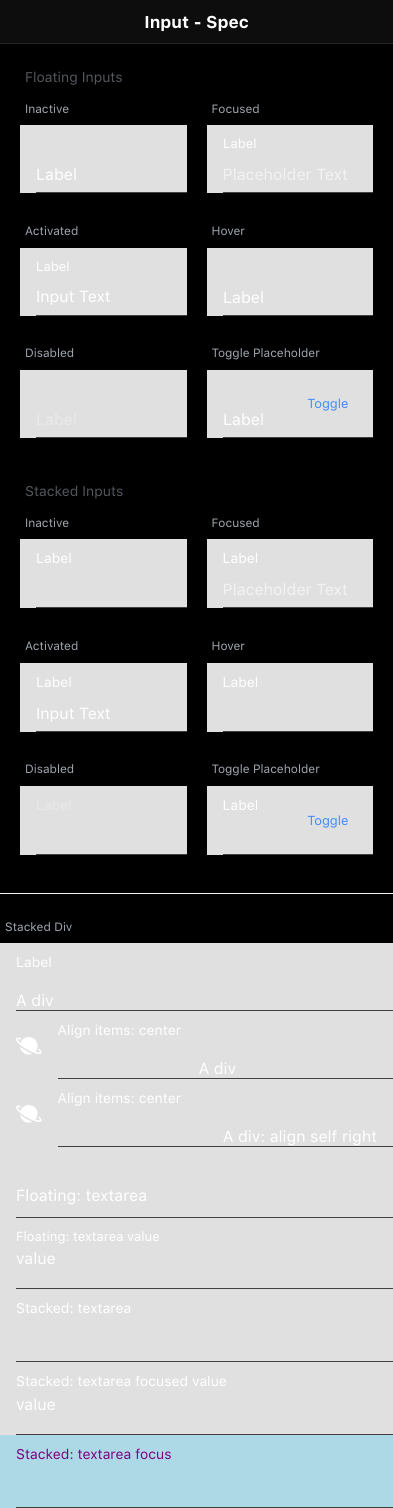 Input - Spec
Floating Inputs
Inactive
Focused
Label
Label
Placeholder Text
Activated
Hover
Label
Input Text
Label
Disabled
Toggle Placeholder
Label
Toggle
Label
Stacked Inputs
Inactive
Focused
Label
Label
Placeholder Text
Activated
Hover
Label
Label
Input Text
Disabled
Toggle Placeholder
Label
Label
Toggle
Stacked Div
Label
A div
Align items: center
A div
Align items: center
A div: align self right
Floating: textarea
Floating: textarea value
value
Stacked: textarea
Stacked: textarea focused value
value
Stacked: textarea focus